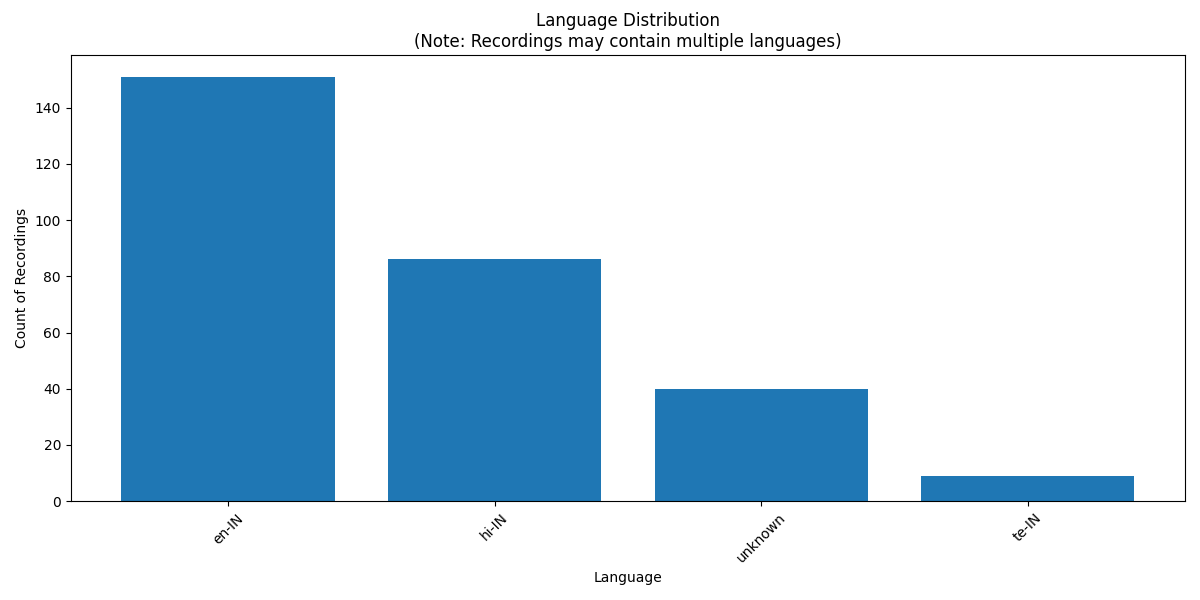 Language Distribution
(Note: Recordings may contain multiple languages)
Count of Recordings
140
120
100
80
60
40
20
0
en-IN
hi-IN
unknown
te-IN
Language